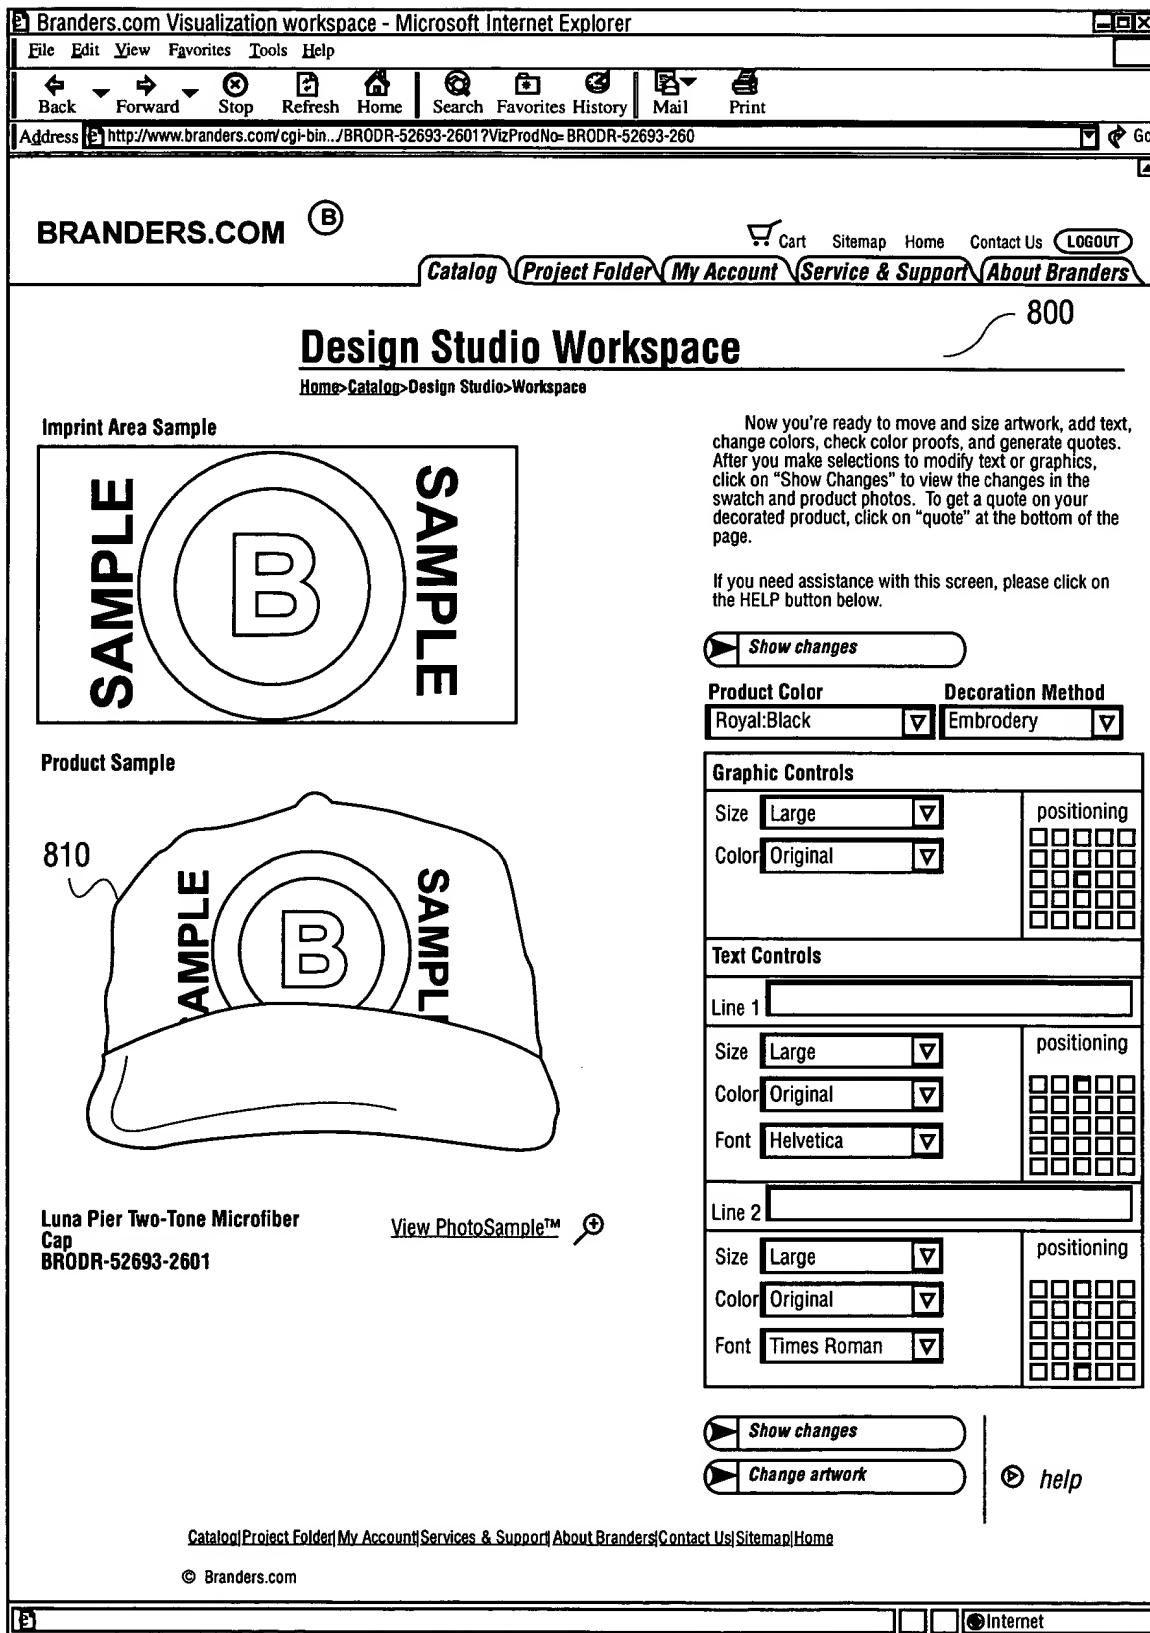 Branders.com Visualization workspace - Microsoft Internet Explorer
File Edit View Favorites Tools Help
Back Forward Stop Refresh Home Search Favorites History Mail Print
Address http://www.branders.com/cgi-bin.../BRODR-52693-2601?VizProdNo=BRODR-52693-260 Go
BRANDERS.COM B
Cart Sitemap Home Contact Us LOGOUT
Catalog Project Folder My Account Service & Support About Branders
800
Design Studio Workspace
Home>Catalog>Design Studio>Workspace
Imprint Area Sample
SAMPLE B SAMPLE
Product Sample
810
SAMPLE B SAMPLE
Luna Pier Two-Tone Microfiber
Cap
BRODR-52693-2601
View PhotoSample™
Now you're ready to move and size artwork, add text,
change colors, check color proofs, and generate quotes.
After you make selections to modify text or graphics,
click on "Show Changes" to view the changes in the
swatch and product photos. To get a quote on your
decorated product, click on "quote" at the bottom of the
page.
If you need assistance with this screen, please click on
the HELP button below.
Show changes
Product Color Decoration Method
Royal:Black Embrodery
Graphic Controls
Size Large positioning
Color Original
Text Controls
Line 1
Size Large positioning
Color Original
Font Helvetica
Line 2
Size Large positioning
Color Original
Font Times Roman
Show changes
Change artwork
help
Catalog|Project Folder|My Account|Services & Support|About Branders|Contact Us|Sitemap|Home
© Branders.com
Internet